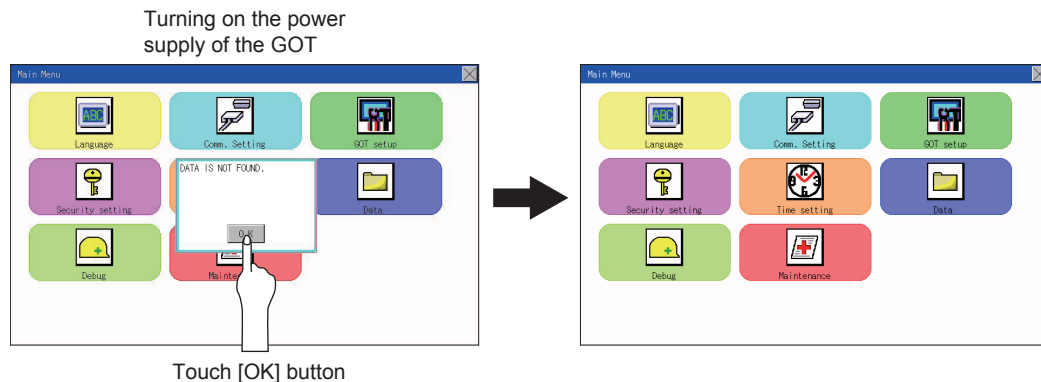 Turning on the power
supply of the GOT
Main Menu
ABC
Language
Comm. Setting
GOT setup
DATA IS NOT FOUND.
Security setting
Data
OK
Debug
Mainte
Touch [OK] button
Main Menu
ABC
Language
Comm. Setting
GOT setup
Security setting
Time setting
Data
Debug
Maintenance